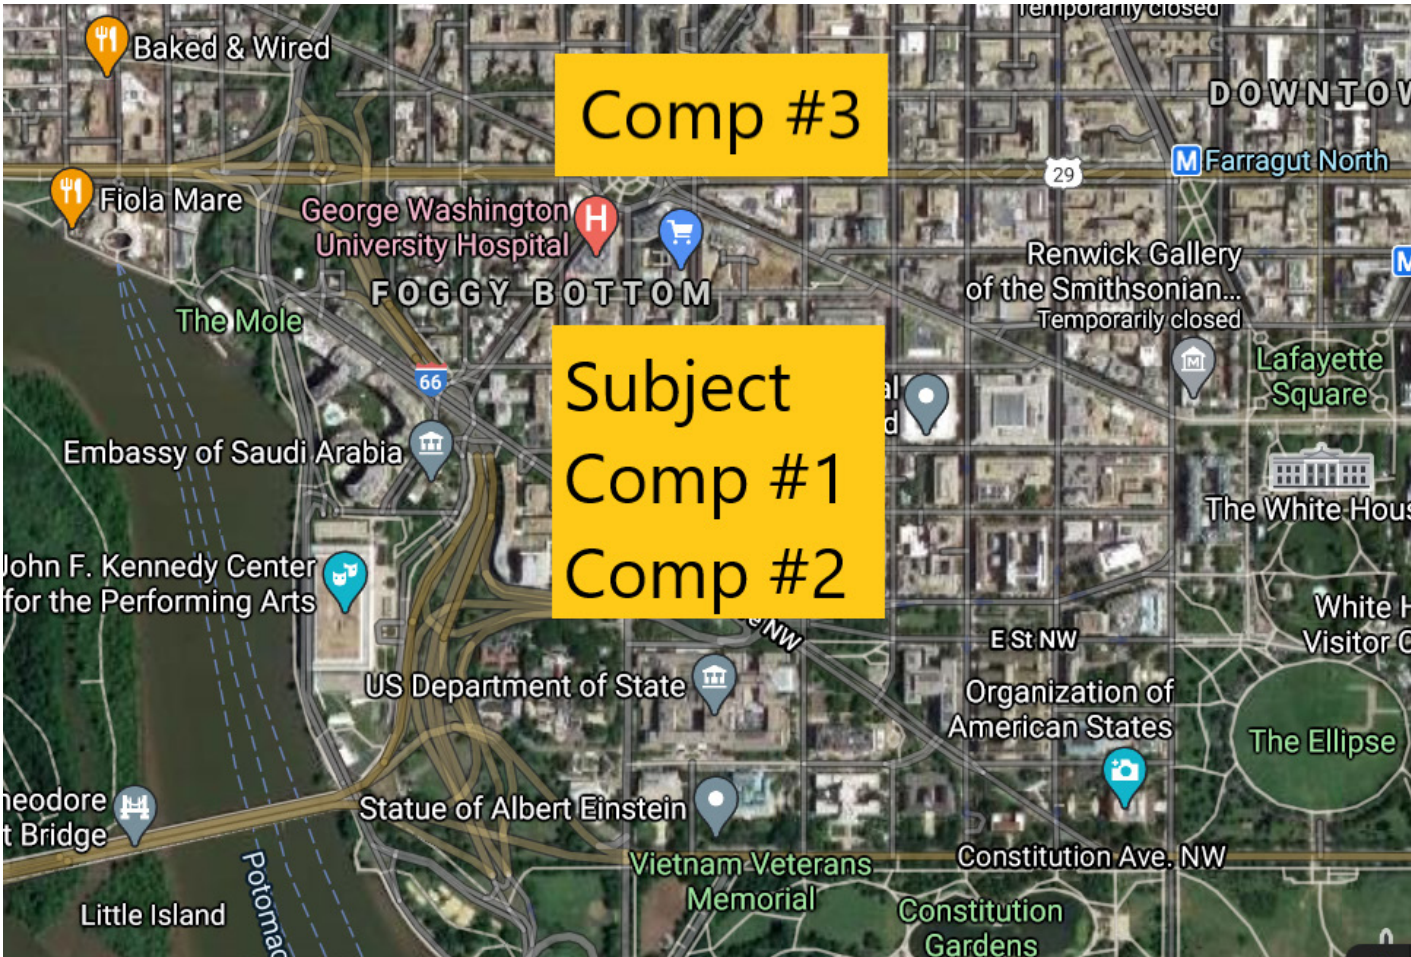 Temporarily closed
Baked & Wired
DOWNTOW
Comp #3
Farragut North
29
Fiola Mare
George Washington
University Hospital
H
M
M
Renwick Gallery
of the Smithsonian...
Temporarily closed
FOGGY BOTTOM
The Mole
Subject
Comp #1
Comp #2
66
al
d
Lafayette
Square
Embassy of Saudi Arabia
The White Hous
John F. Kennedy Center
for the Performing Arts
White H
Visitor C
e NW
E St NW
US Department of State
Organization of
American States
The Ellipse
heodore
t Bridge
Statue of Albert Einstein
Potomac
Vietnam Veterans
Memorial
Constitution Ave. NW
Little Island
Constitution
Gardens